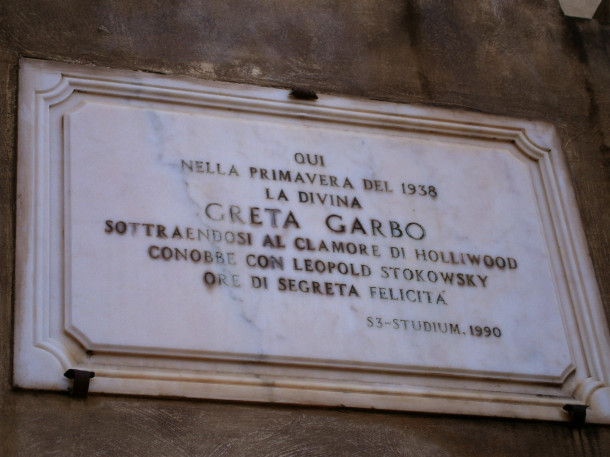 QUI
NELLA PRIMAVERA DEL 1938
LA DIVINA
GRETA GARBO
SOTTRAENDOSI AL CLAMORE DI HOLLIWOOD
CONOBBE CON LEOPOLD STOKOWSKY
ORE DI SEGRETA FELICITÁ
S3-STUDIUM.1990